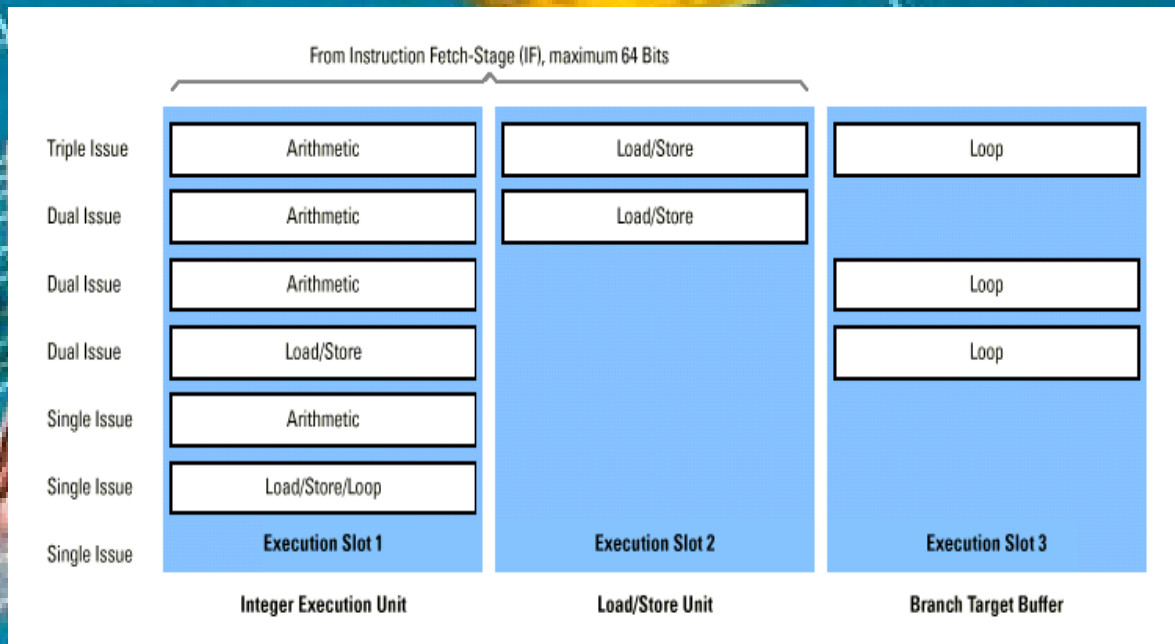 From Instruction Fetch-Stage (IF), maximum 64 Bits
Triple Issue Arithmetic Load/Store Loop
Dual Issue Arithmetic Load/Store
Dual Issue Arithmetic Loop
Dual Issue Load/Store Loop
Single Issue Arithmetic
Single Issue Load/Store/Loop
Single Issue Execution Slot 1 Execution Slot 2 Execution Slot 3
Integer Execution Unit Load/Store Unit Branch Target Buffer